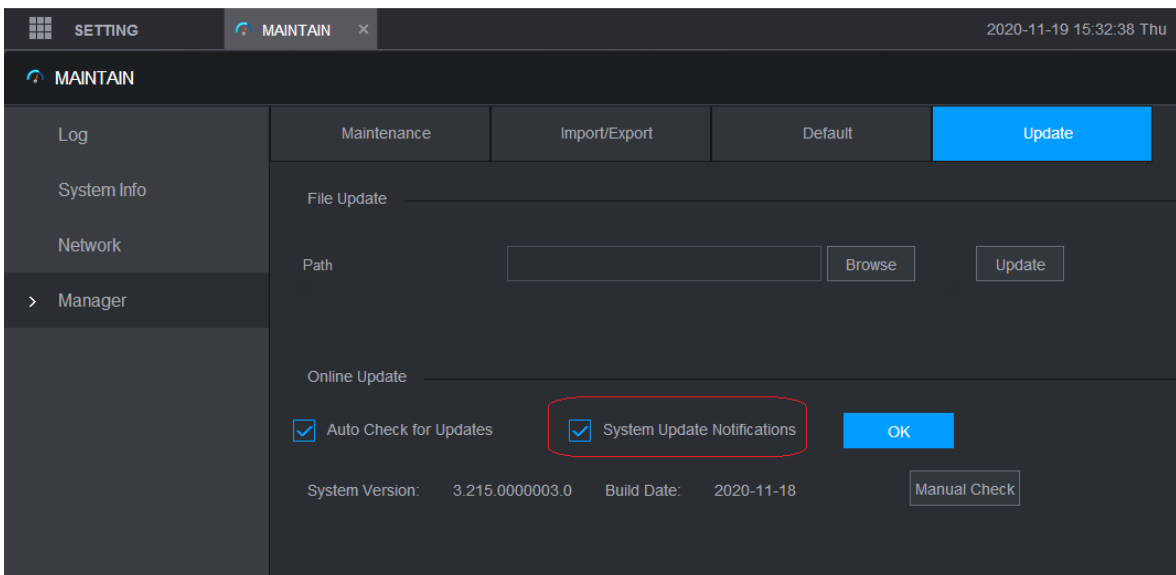 SETTING MAINTAIN × 2020-11-19 15:32:38 Thu
MAINTAIN
Log
System Info
Network
> Manager
Maintenance Import/Export Default Update
File Update
Path Browse Update
Online Update
Auto Check for Updates System Update Notifications OK
System Version: 3.215.0000003.0 Build Date: 2020-11-18 Manual Check